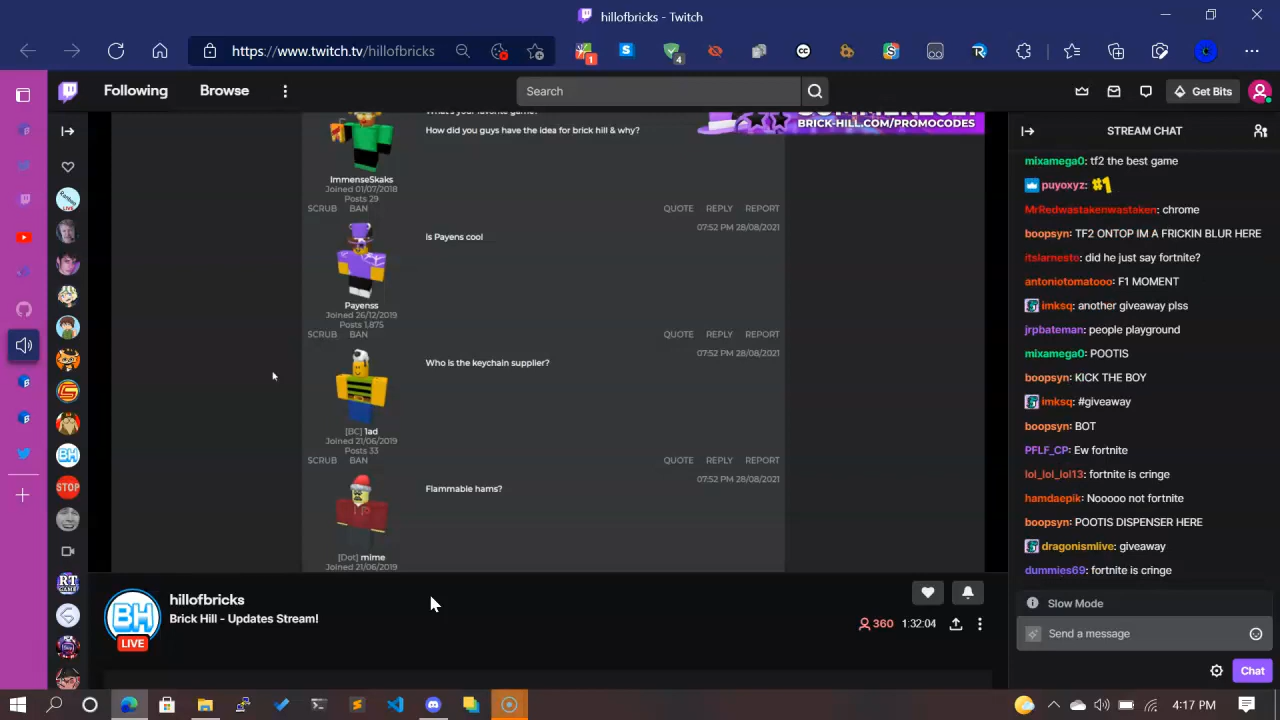 hillofbricks - Twitch
https://www.twitch.tv/hillofbricks
1
4
Following
Browse
Search
Get Bits
BRICK-HILL.COM/PROMOCODES
What's your favorite game?
How did you guys have the idea for brick hill & why?
ImmenseSkaks
Joined 01/07/2018
Posts 29
SCRUB BAN
QUOTE REPLY REPORT
07:52 PM 28/08/2021
Is Payens cool
Payenss
Joined 26/12/2019
Posts 1,875
SCRUB BAN
QUOTE REPLY REPORT
07:52 PM 28/08/2021
Who is the keychain supplier?
[BC] 1ad
Joined 21/06/2019
Posts 33
SCRUB BAN
QUOTE REPLY REPORT
07:52 PM 28/08/2021
Flammable hams?
[Dot] mime
Joined 21/06/2019
BH
LIVE
hillofbricks
Brick Hill - Updates Stream!
360
1:32:04
STOP
STREAM CHAT
mixamega0: tf2 the best game
puyoxyz: #1
MrRedwastakenwastaken: chrome
boopsyn: TF2 ONTOP IM A FRICKIN BLUR HERE
itslarnesto: did he just say fortnite?
antoniotomatooo: F1 MOMENT
imksq: another giveaway plss
jrpbateman: people playground
mixamega0: POOTIS
boopsyn: KICK THE BOY
imksq: #giveaway
boopsyn: BOT
PFLF_CP: Ew fortnite
lol_lol_lol13: fortnite is cringe
hamdaepik: Nooooo not fortnite
boopsyn: POOTIS DISPENSER HERE
dragonismlive: giveaway
dummies69: fortnite is cringe
Slow Mode
Send a message
Chat
4:17 PM